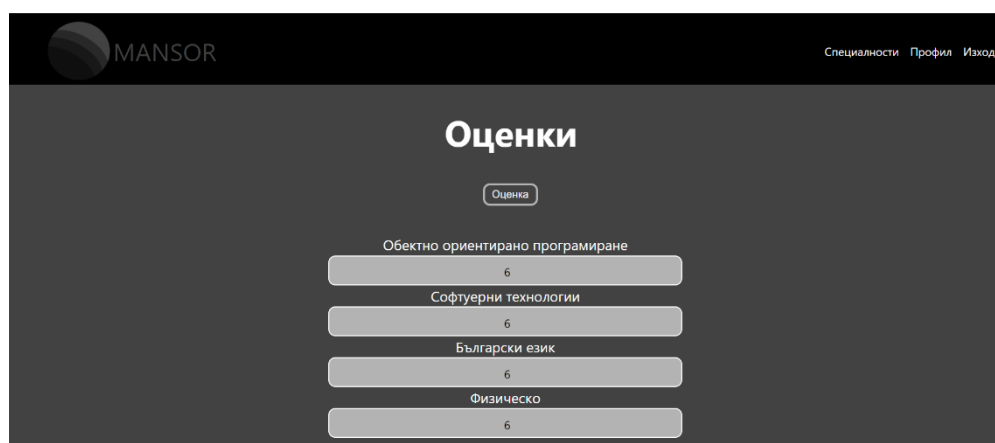 MANSOR
Специалности Профил Изход
Оценки
Оценка
Обектно ориентирано програмиране
6
Софтуерни технологии
6
Български език
6
Физическо
6